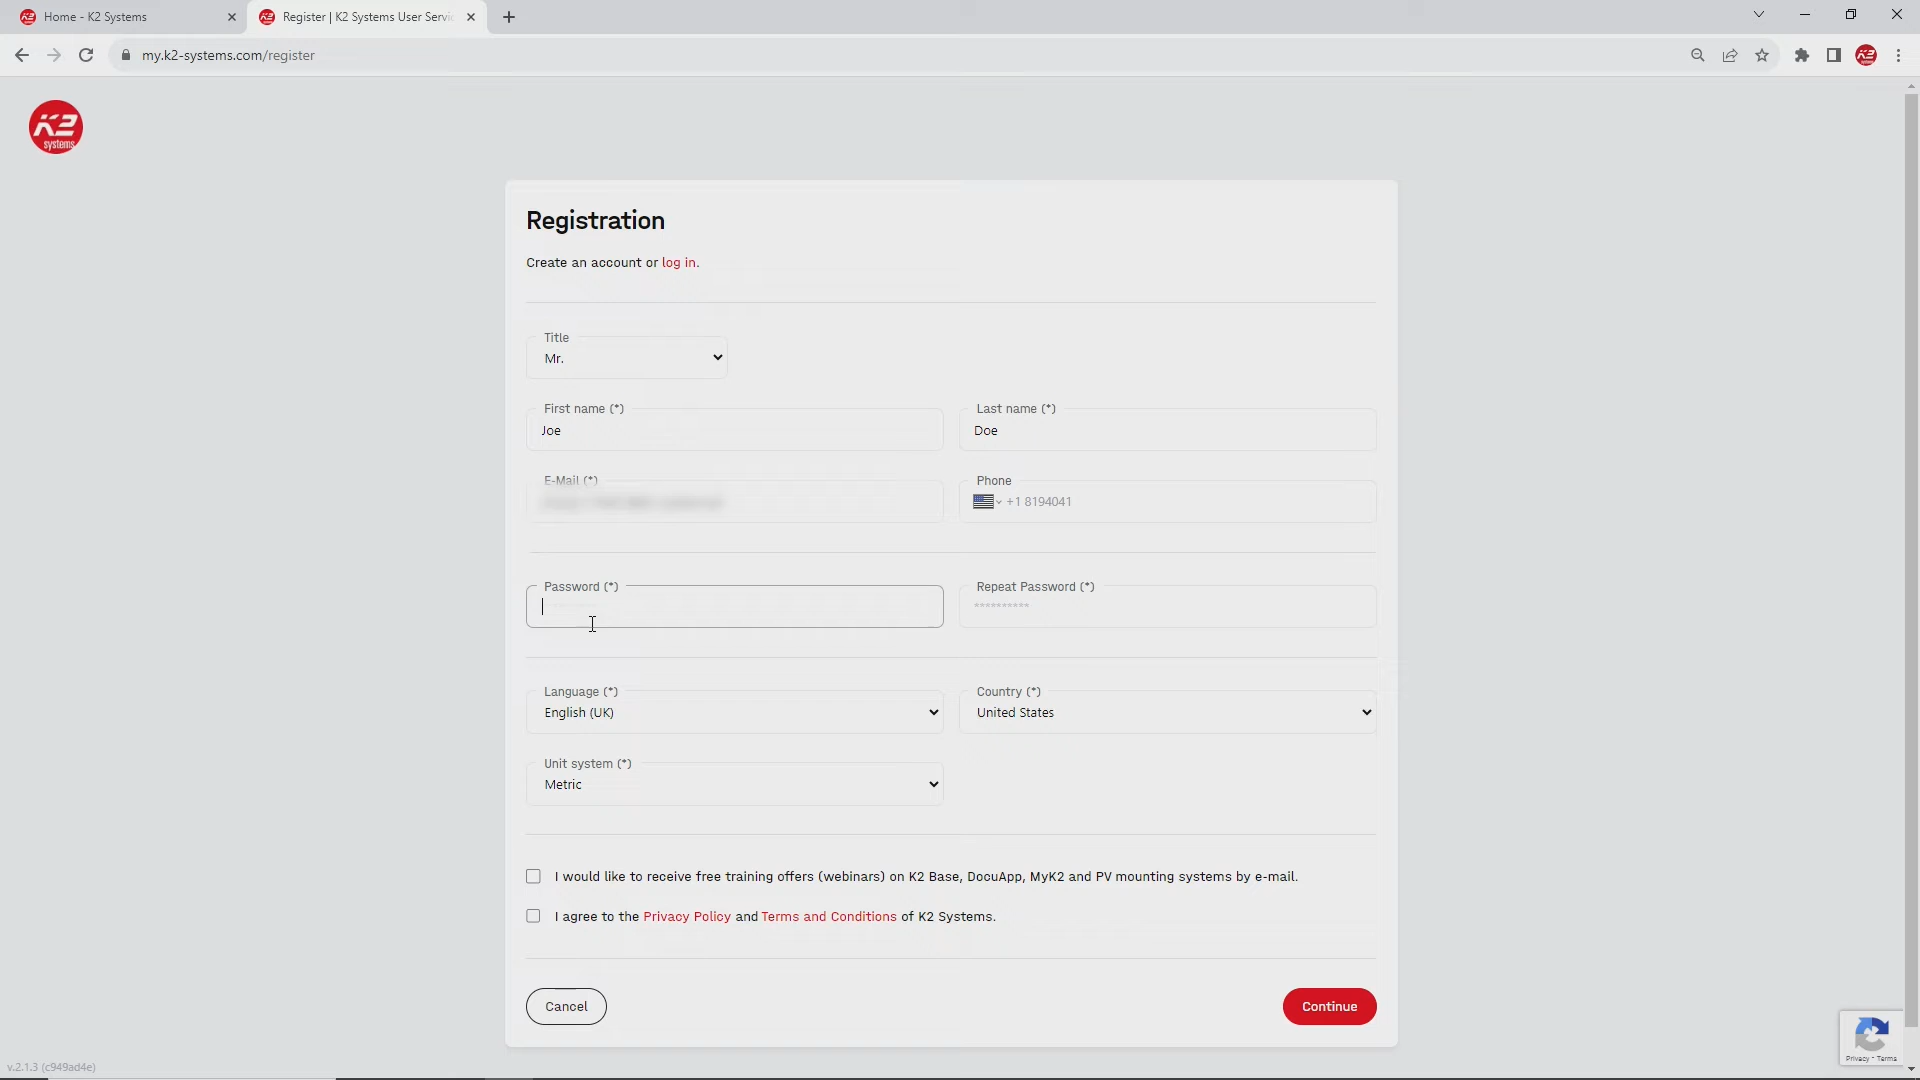 Home - K2 Systems
Register | K2 Systems User Servi
my.k2-systems.com/register
K2
systems
Registration
Create an account or log in.
Title
Mr.
First name (*)
Joe
Last name (*)
Doe
E-Mail (*)
Phone
+1 8194041
Password (*)
Repeat Password (*)
**********
Language (*)
English (UK)
Country (*)
United States
Unit system (*)
Metric
I would like to receive free training offers (webinars) on K2 Base, DocuApp, MyK2 and PV mounting systems by e-mail.
I agree to the Privacy Policy and Terms and Conditions of K2 Systems.
Cancel
Continue
Privacy - Terms
v.2.1.3 (c949ad4e)